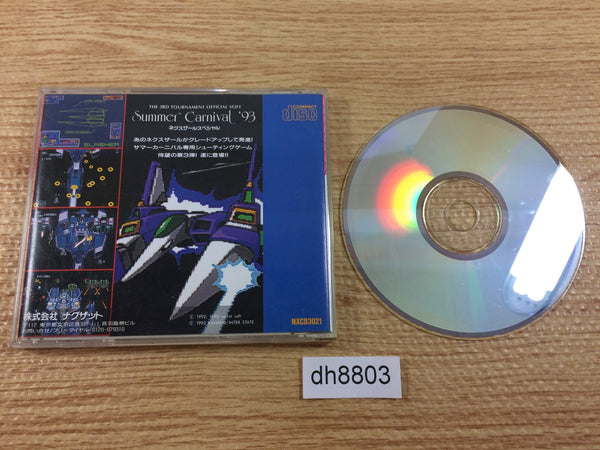 THE 3RD TOURNAMENT OFFICIAL SOFT
Summer Carnival '93
ネクスザールスペシャル
COMPACT
disc
あのネクスザールがグレードアップして発進!
サマーカーニバル専用シューティングゲーム
待望の第3弾! 遂に登場!!
SLASHER
株式会社 ナグザット
NXCD3021
dh8803